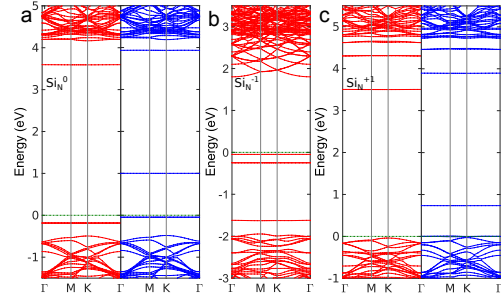 a
b
c
Energy (eV)
5
4
3
2
1
0
-1
Si_N^0
Γ M K Γ M K Γ
Energy (eV)
3
2
1
0
-1
-2
-3
Si_N^-1
Γ M K Γ
Energy (eV)
5
4
3
2
1
0
-1
Si_N^+1
Γ M K Γ M K Γ